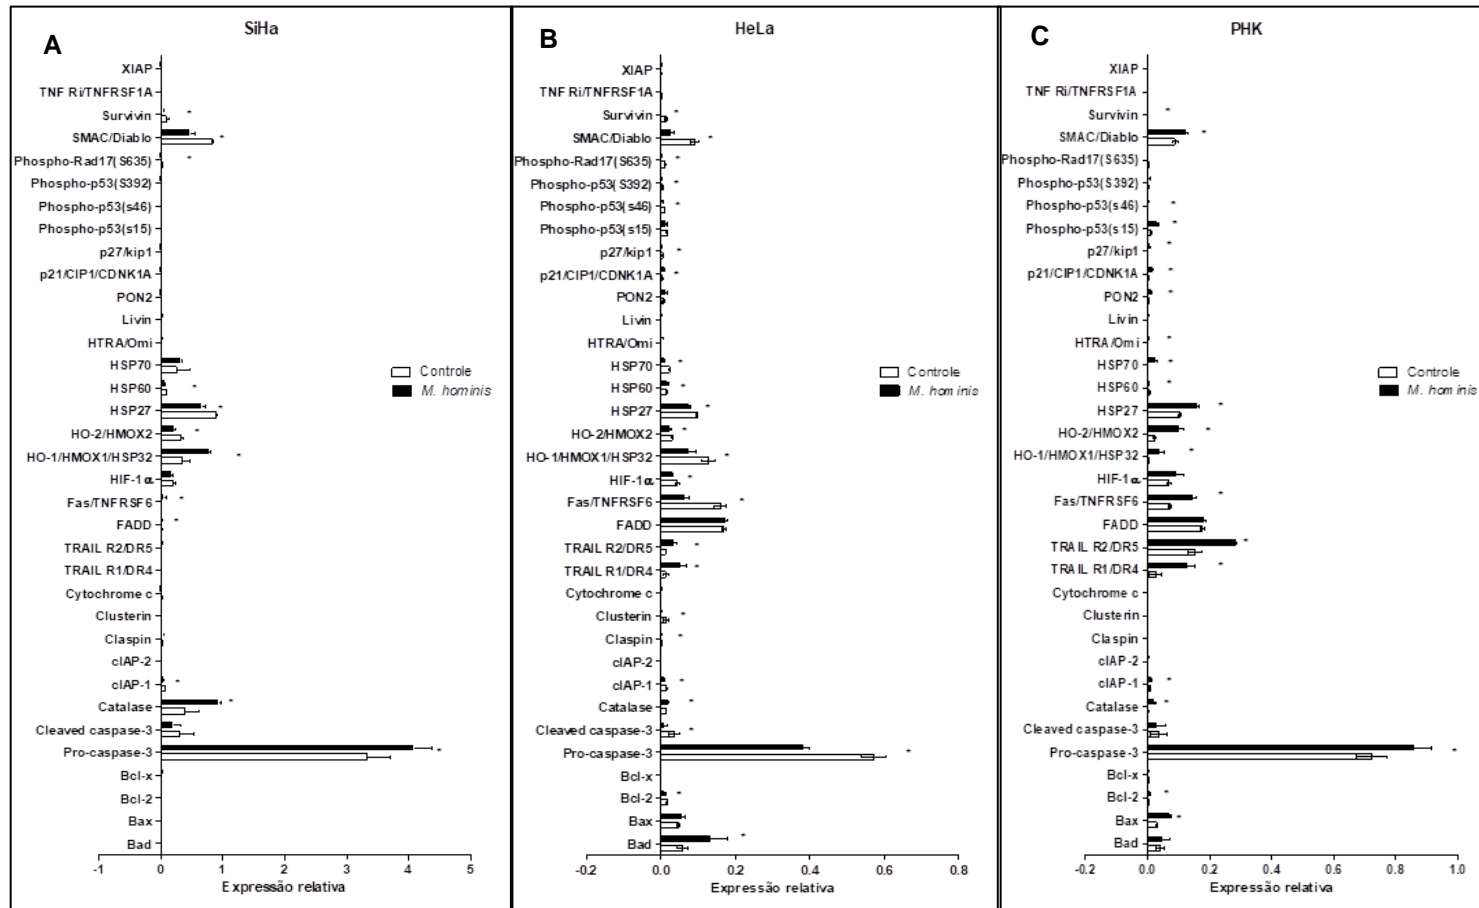 A
SiHa
XIAP
TNF Ri/TNFRSF1A
Survivin
*
SMAC/Diablo
*
Phospho-Rad17(S635)
*
Phospho-p53(S392)
Phospho-p53(s46)
Phospho-p53(s15)
p27/kip1
p21/CIP1/CDNK1A
PON2
Livin
HTRA/Omi
HSP70
HSP60
*
HSP27
*
HO-2/HMOX2
*
HO-1/HMOX1/HSP32
*
HIF-1α
Fas/TNFRSF6
*
FADD
*
TRAIL R2/DR5
TRAIL R1/DR4
Cytochrome c
Clusterin
Claspin
cIAP-2
cIAP-1
*
Catalase
*
Cleaved caspase-3
Pro-caspase-3
*
Bcl-x
Bcl-2
Bax
Bad
Controle
M. hominis
-1 0 1 2 3 4 5
Expressão relativa
B
HeLa
XIAP
TNF Ri/TNFRSF1A
Survivin
*
SMAC/Diablo
*
Phospho-Rad17(S635)
*
Phospho-p53(S392)
*
Phospho-p53(s46)
*
Phospho-p53(s15)
p27/kip1
*
p21/CIP1/CDNK1A
*
PON2
Livin
HTRA/Omi
HSP70
*
HSP60
*
HSP27
*
HO-2/HMOX2
*
HO-1/HMOX1/HSP32
*
HIF-1α
*
Fas/TNFRSF6
*
FADD
TRAIL R2/DR5
*
TRAIL R1/DR4
*
Cytochrome c
Clusterin
*
Claspin
*
cIAP-2
cIAP-1
*
Catalase
*
Cleaved caspase-3
*
Pro-caspase-3
*
Bcl-x
Bcl-2
*
Bax
Bad
*
Controle
M. hominis
-0.2 0.0 0.2 0.4 0.6 0.8
Expressão relativa
C
PHK
XIAP
TNF Ri/TNFRSF1A
Survivin
*
SMAC/Diablo
*
Phospho-Rad17(S635)
Phospho-p53(S392)
Phospho-p53(s46)
*
Phospho-p53(s15)
*
p27/kip1
*
p21/CIP1/CDNK1A
*
PON2
*
Livin
HTRA/Omi
*
HSP70
*
HSP60
*
HSP27
*
HO-2/HMOX2
*
HO-1/HMOX1/HSP32
*
HIF-1α
Fas/TNFRSF6
*
FADD
TRAIL R2/DR5
*
TRAIL R1/DR4
*
Cytochrome c
Clusterin
Claspin
cIAP-2
cIAP-1
*
Catalase
*
Cleaved caspase-3
Pro-caspase-3
*
Bcl-x
Bcl-2
*
Bax
*
Bad
Controle
M. hominis
-0.2 0.0 0.2 0.4 0.6 0.8 1.0
Expressão relativa